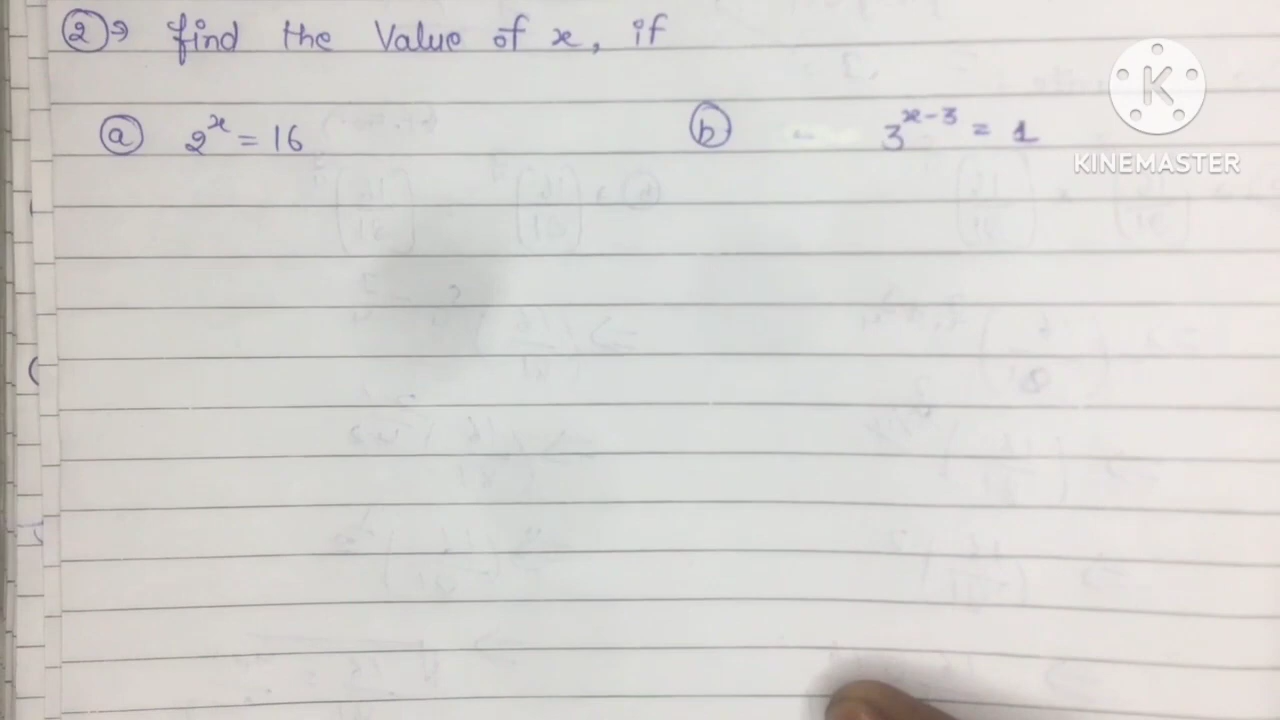 ② → find the Value of x, if
ⓐ 2^x = 16 ⓑ 3^{x-3} = 1
K
KINEMASTER